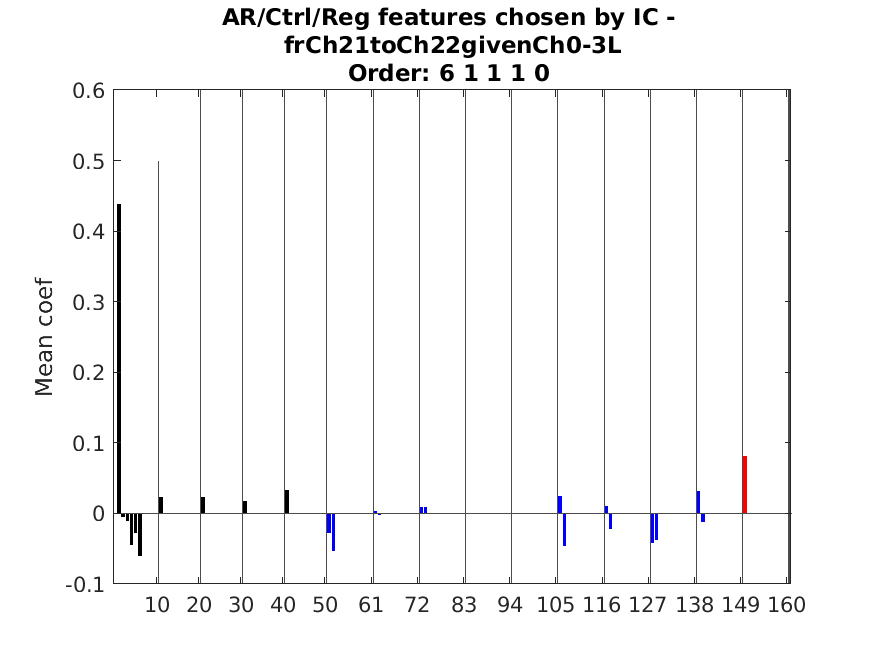 AR/Ctrl/Reg features chosen by IC -
frCh21toCh22givenCh0-3L
Order: 6 1 1 1 0
0.6
0.5
0.4
0.3
0.2
0.1
0
-0.1
Mean coef
10 20 30 40 50 61 72 83 94 105 116 127 138 149 160